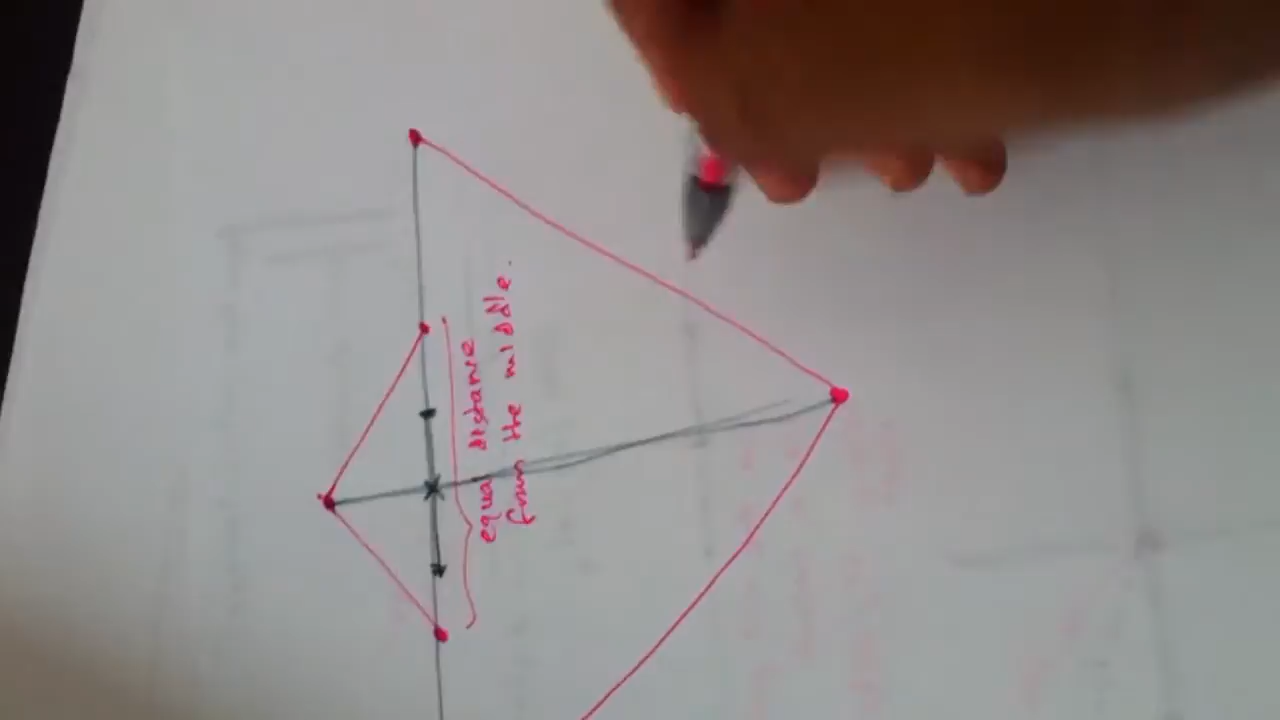 equal distance
from the middle.